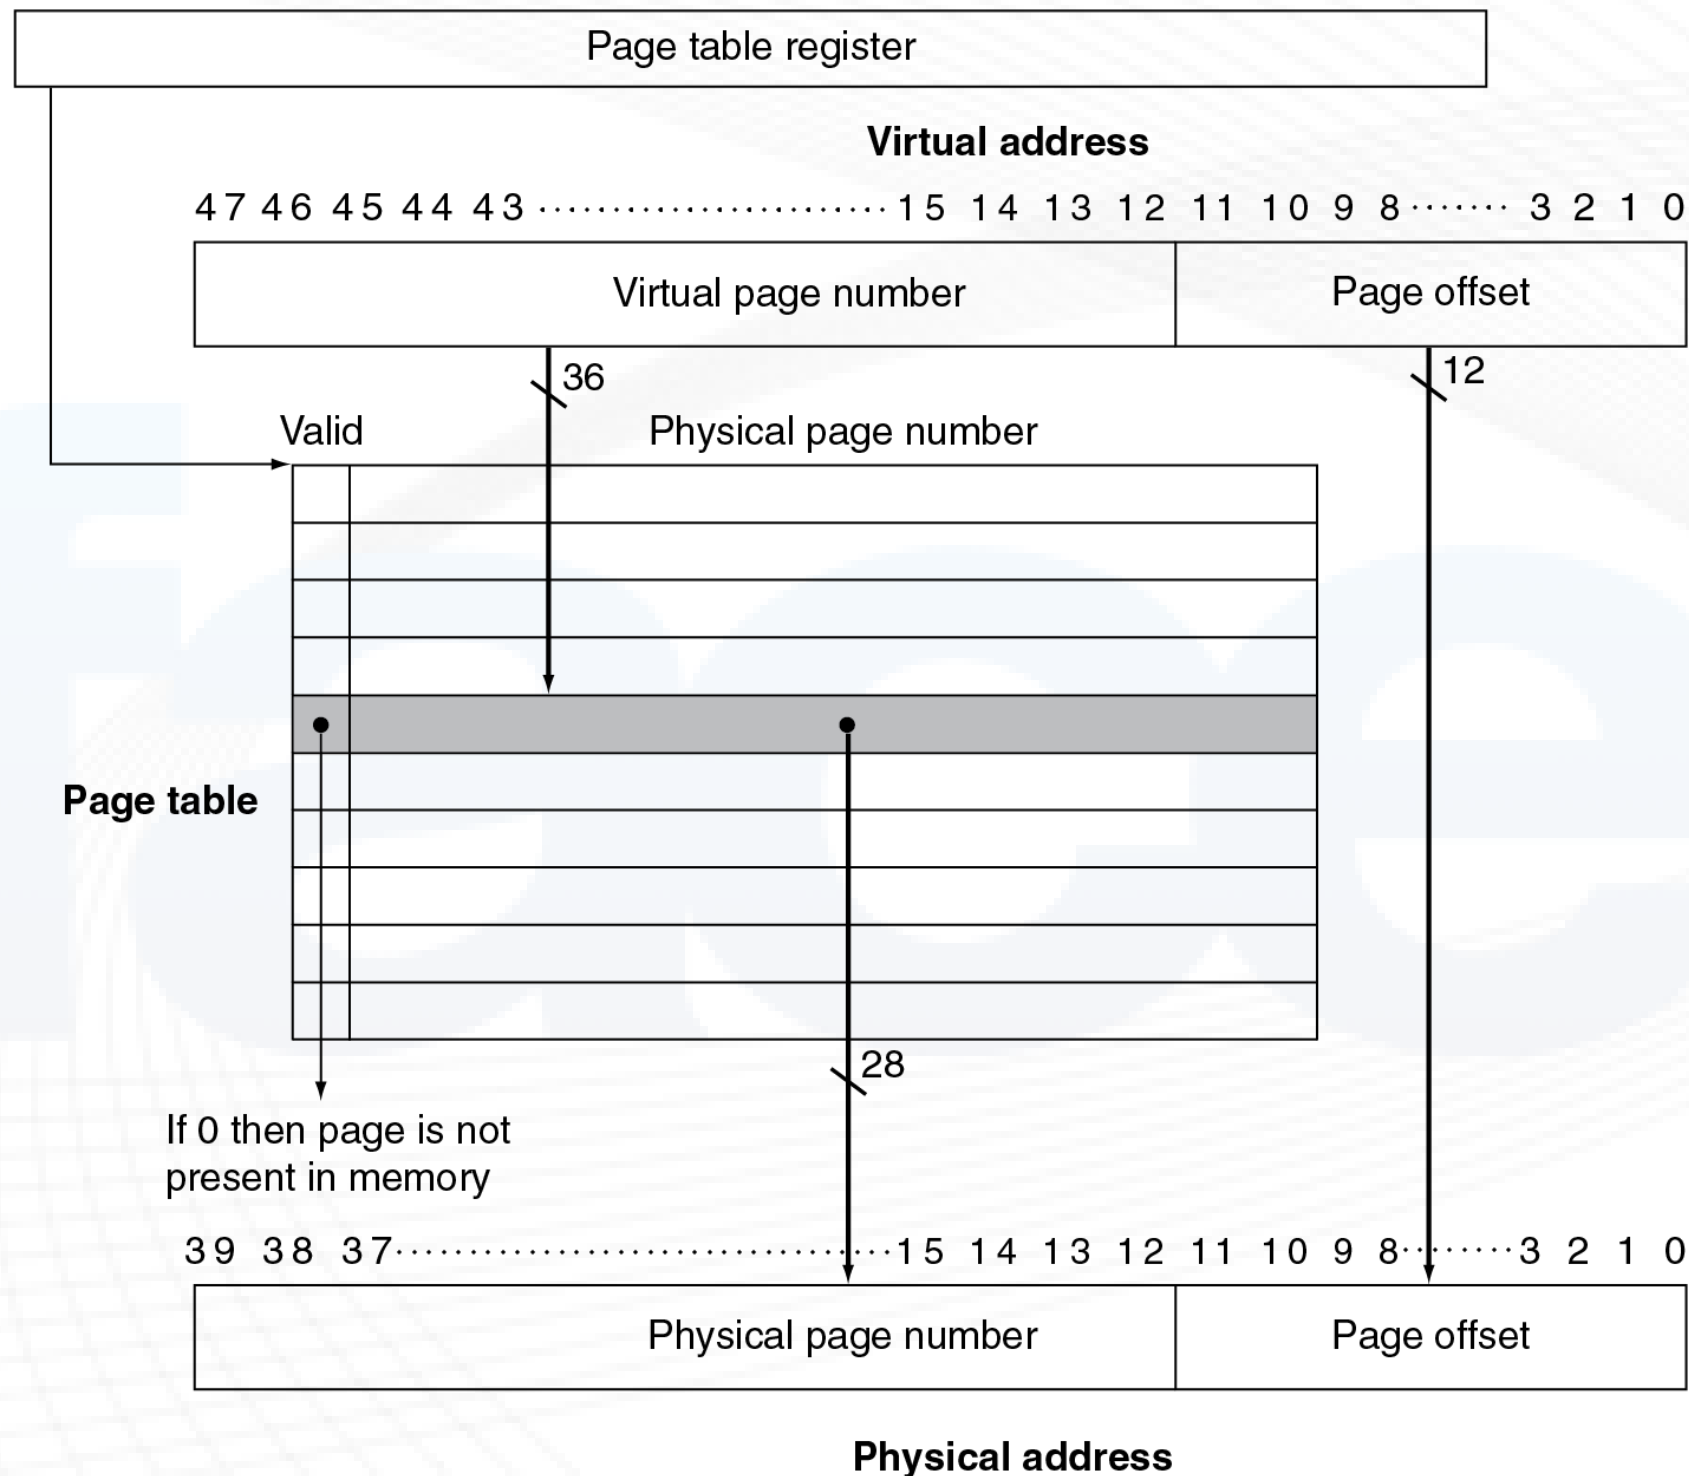 Page table register
Virtual address
47 46 45 44 43 ........................ 15 14 13 12 11 10 9 8 ....... 3 2 1 0
Virtual page number
Page offset
36
12
Valid
Physical page number
Page table
28
If 0 then page is not
present in memory
39 38 37 .................................. 15 14 13 12 11 10 9 8 ........ 3 2 1 0
Physical page number
Page offset
Physical address